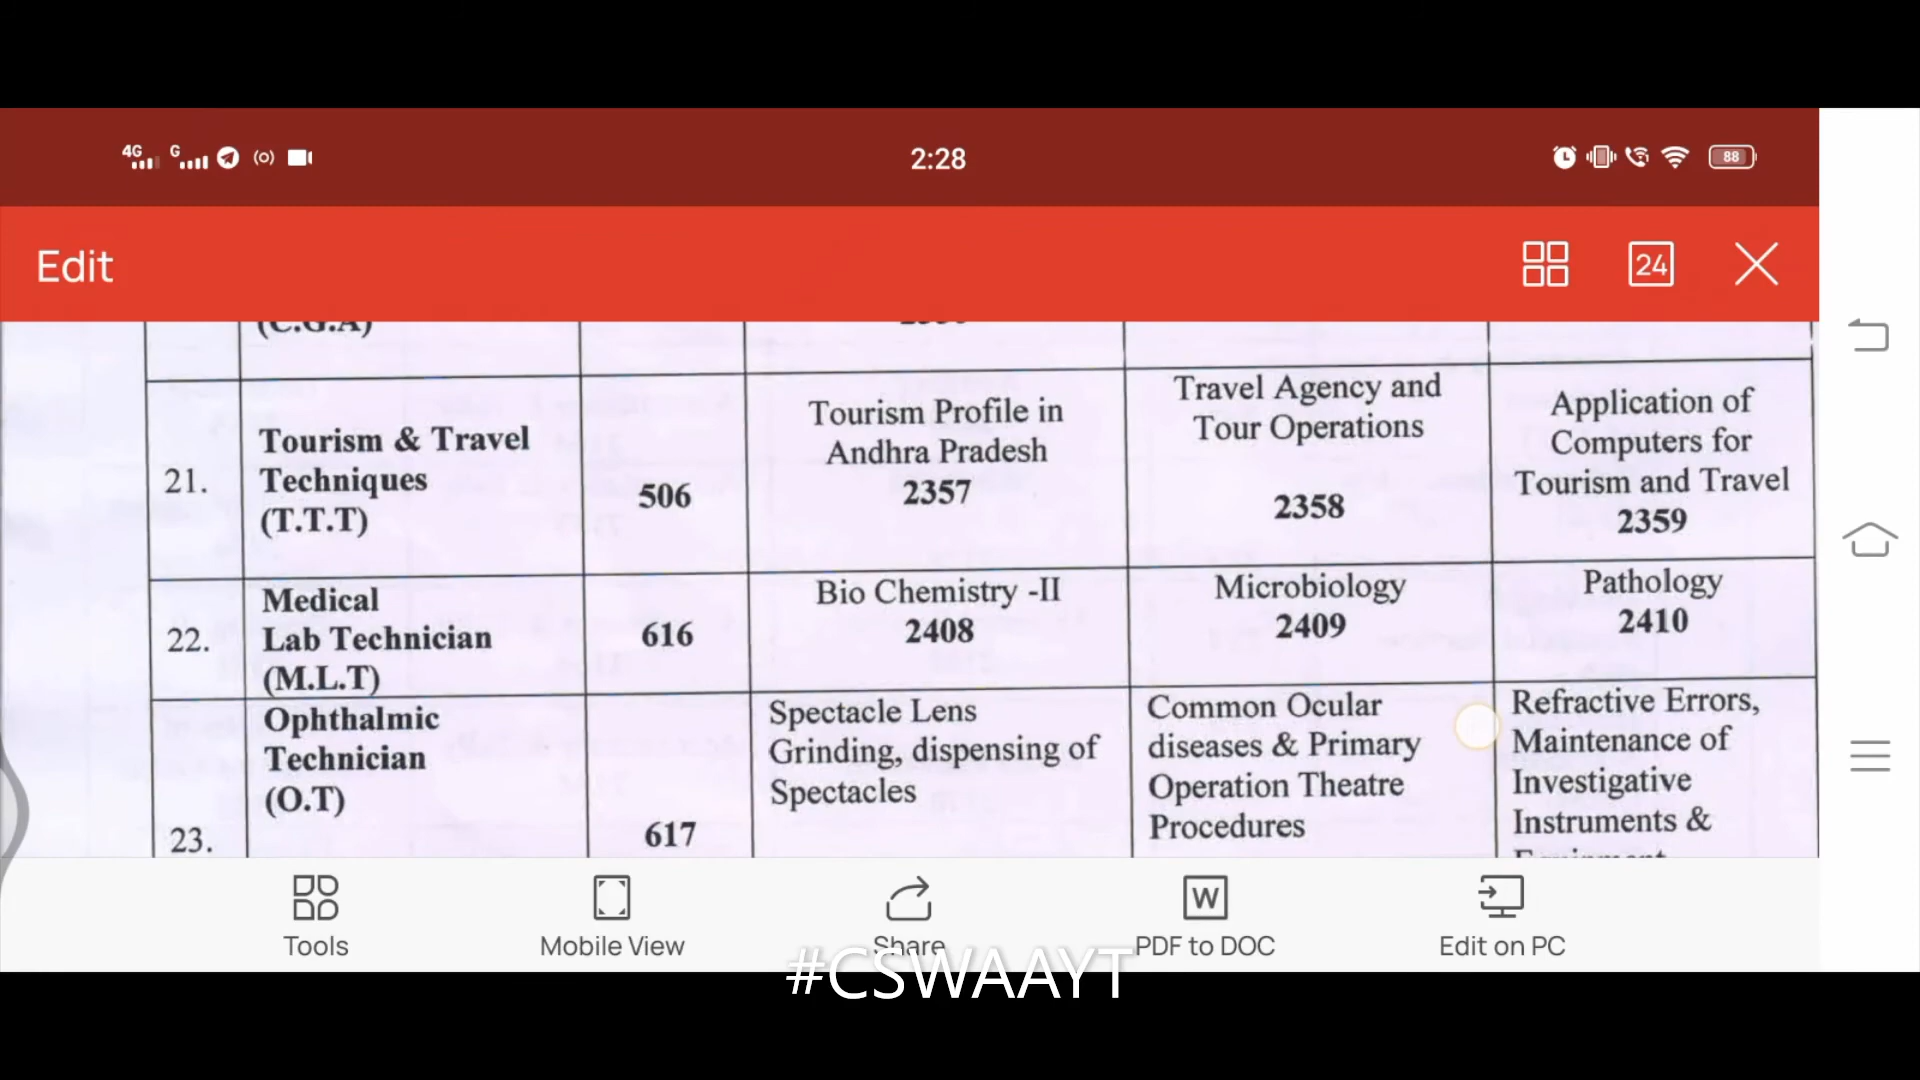 4G G 2:28 88
Edit 24
(C.G.A)
21.
Tourism & Travel
Techniques
(T.T.T)
506
Tourism Profile in
Andhra Pradesh
2357
Travel Agency and
Tour Operations
2358
Application of
Computers for
Tourism and Travel
2359
22.
Medical
Lab Technician
(M.L.T)
616
Bio Chemistry -II
2408
Microbiology
2409
Pathology
2410
23.
Ophthalmic
Technician
(O.T)
617
Spectacle Lens
Grinding, dispensing of
Spectacles
Common Ocular
diseases & Primary
Operation Theatre
Procedures
Refractive Errors,
Maintenance of
Investigative
Instruments &
Tools
Mobile View
Share
W
PDF to DOC
Edit on PC
#CSWAAYT